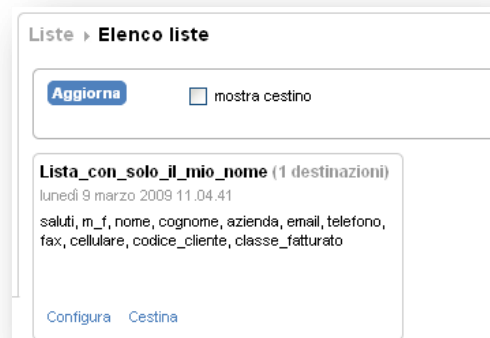 Liste ▸ Elenco liste
Aggiorna mostra cestino
Lista_con_solo_il_mio_nome (1 destinazioni)
lunedì 9 marzo 2009 11.04.41
saluti, m_f, nome, cognome, azienda, email, telefono,
fax, cellulare, codice_cliente, classe_fatturato
Configura Cestina